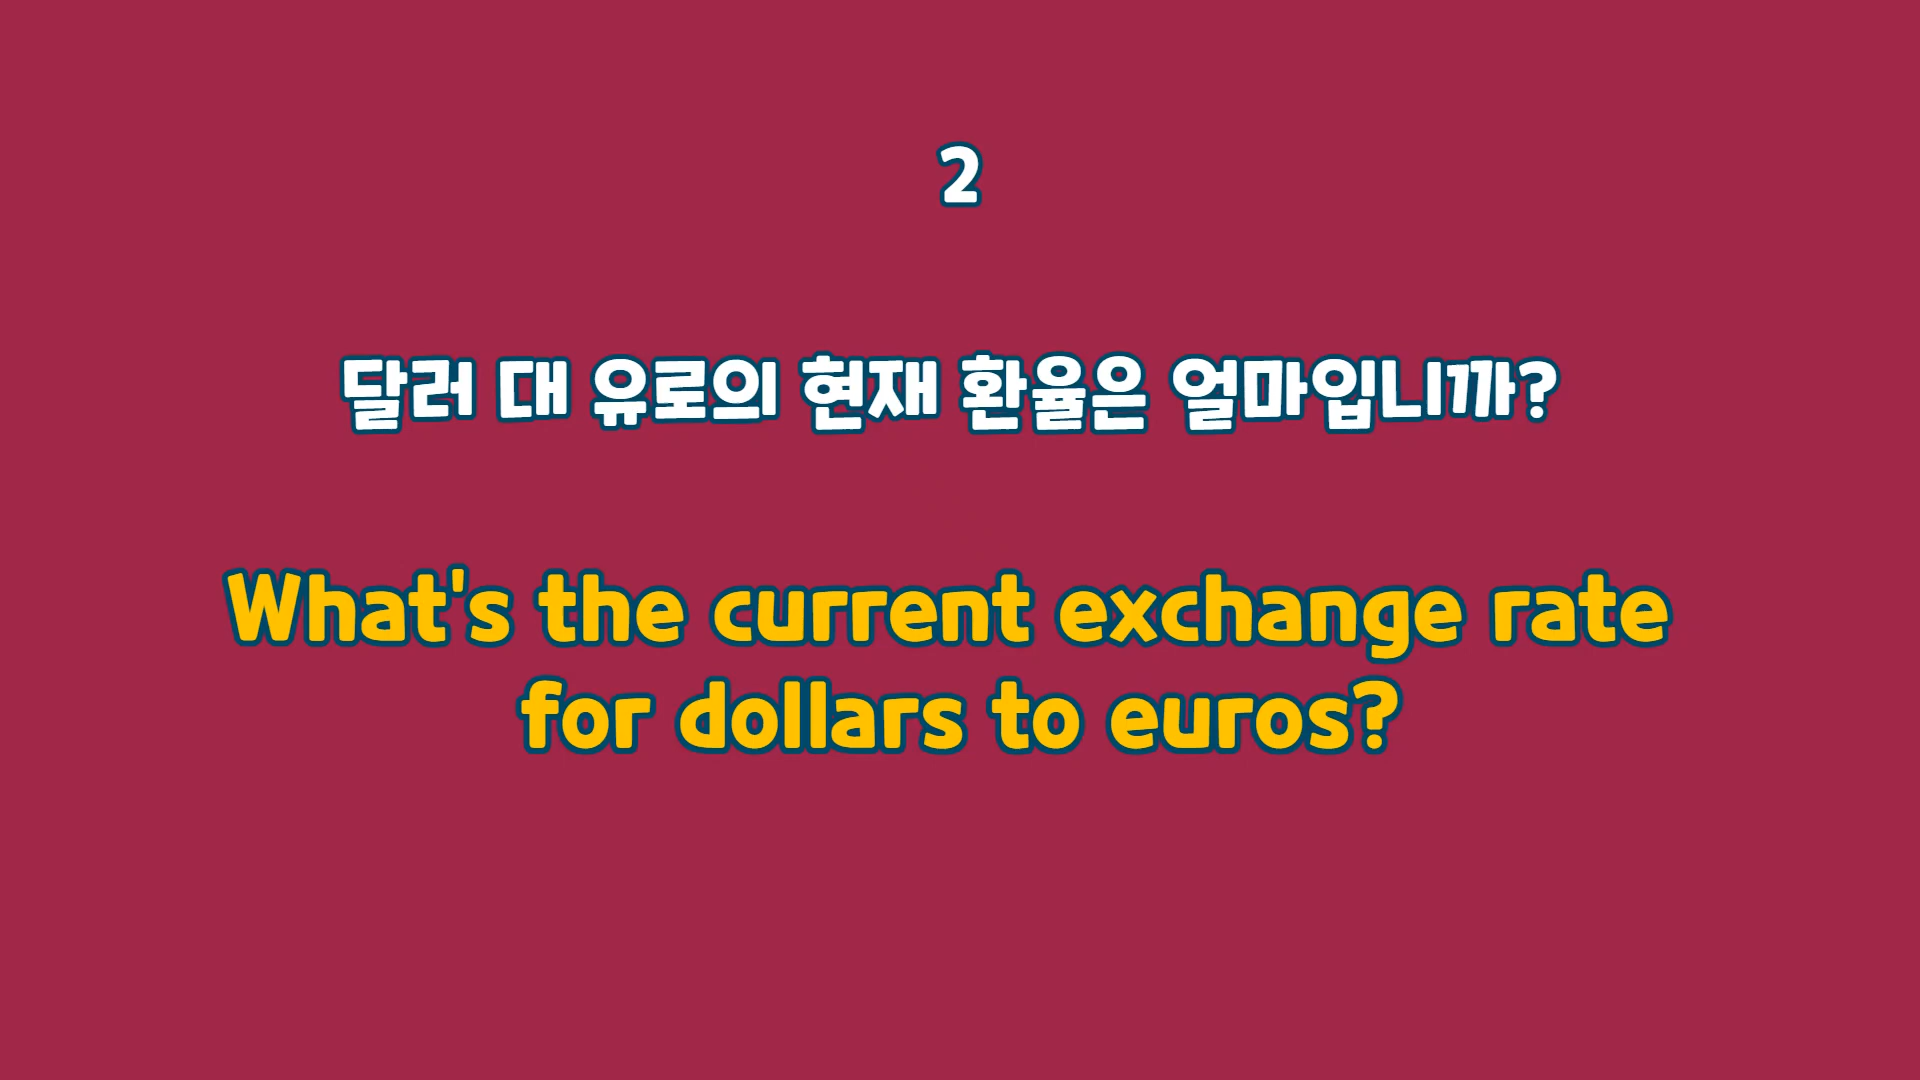 2
달러 대 유로의 현재 환율은 얼마입니까?
What's the current exchange rate
for dollars to euros?